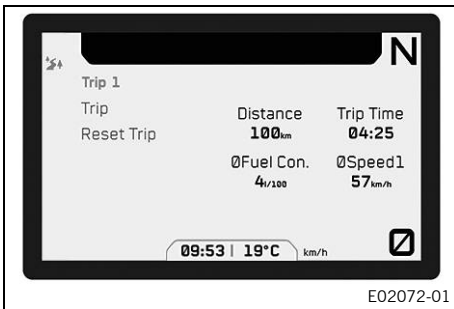 N
Trip 1
Trip
Reset Trip
Distance Trip Time
100km 04:25
ØFuel Con. ØSpeed1
4l/100 57km/h
09:53 | 19°C km/h
0
E02072-01